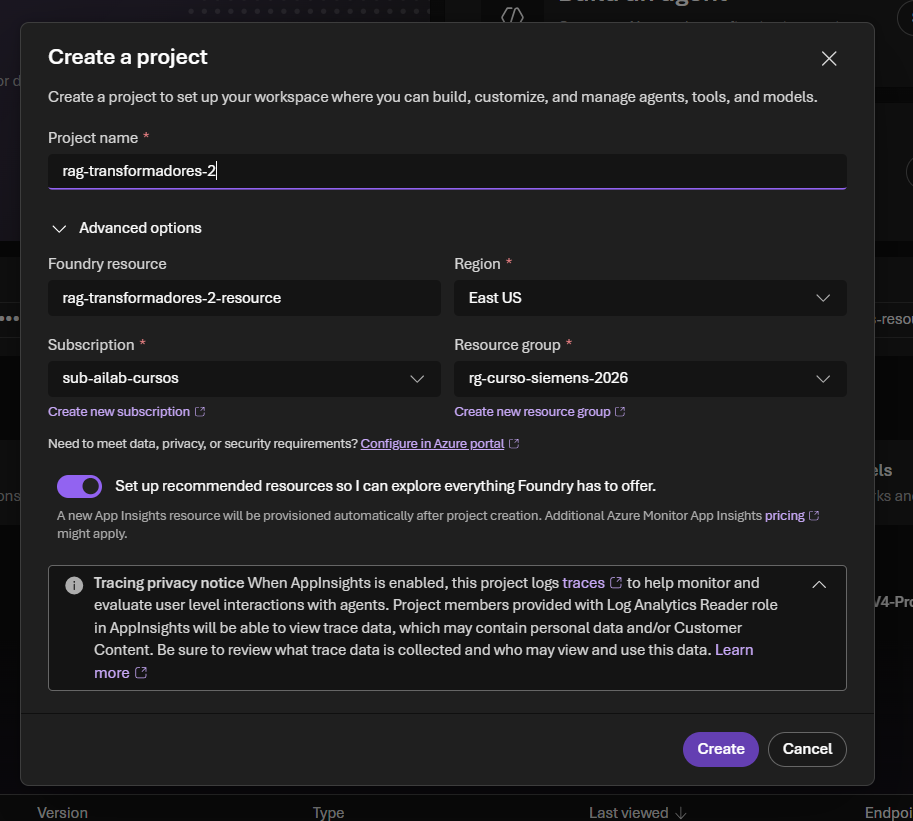 Create a project
Create a project to set up your workspace where you can build, customize, and manage agents, tools, and models.
Project name *
rag-transformadores-2
Advanced options
Foundry resource
Region *
rag-transformadores-2-resource
East US
Subscription *
Resource group *
sub-ailab-cursos
rg-curso-siemens-2026
Create new subscription
Create new resource group
Need to meet data, privacy, or security requirements? Configure in Azure portal
Set up recommended resources so I can explore everything Foundry has to offer.
A new App Insights resource will be provisioned automatically after project creation. Additional Azure Monitor App Insights pricing
might apply.
Tracing privacy notice When AppInsights is enabled, this project logs traces to help monitor and
evaluate user level interactions with agents. Project members provided with Log Analytics Reader role
in AppInsights will be able to view trace data, which may contain personal data and/or Customer
Content. Be sure to review what trace data is collected and who may view and use this data. Learn
more
Create
Cancel
Version
Type
Last viewed